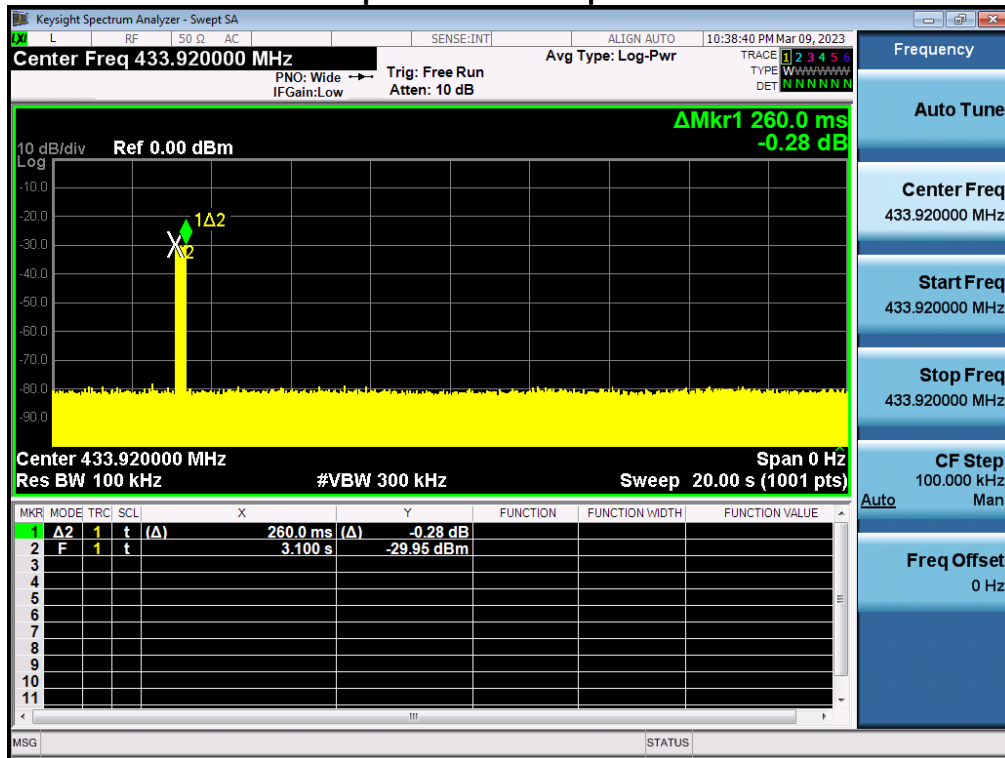 Keysight Spectrum Analyzer - Swept SA
LXI L RF 50 Ω AC SENSE:INT ALIGN AUTO 10:38:40 PM Mar 09, 2023
Center Freq 433.920000 MHz
PNO: Wide
IFGain:Low
Trig: Free Run
Atten: 10 dB
Avg Type: Log-Pwr
TRACE 1 2 3 4 5 6
TYPE WWWWWW
DET N N N N N N
ΔMkr1 260.0 ms
-0.28 dB
10 dB/div Ref 0.00 dBm
Log
-10.0
-20.0
-30.0
-40.0
-50.0
-60.0
-70.0
-80.0
-90.0
1Δ2
X2
Center 433.920000 MHz Span 0 Hz
Res BW 100 kHz #VBW 300 kHz Sweep 20.00 s (1001 pts)
MKR MODE TRC SCL X Y FUNCTION FUNCTION WIDTH FUNCTION VALUE
1 Δ2 1 t (Δ) 260.0 ms (Δ) -0.28 dB
2 F 1 t 3.100 s -29.95 dBm
3
4
5
6
7
8
9
10
11
MSG STATUS
Frequency
Auto Tune
Center Freq
433.920000 MHz
Start Freq
433.920000 MHz
Stop Freq
433.920000 MHz
CF Step
100.000 kHz
Auto Man
Freq Offset
0 Hz